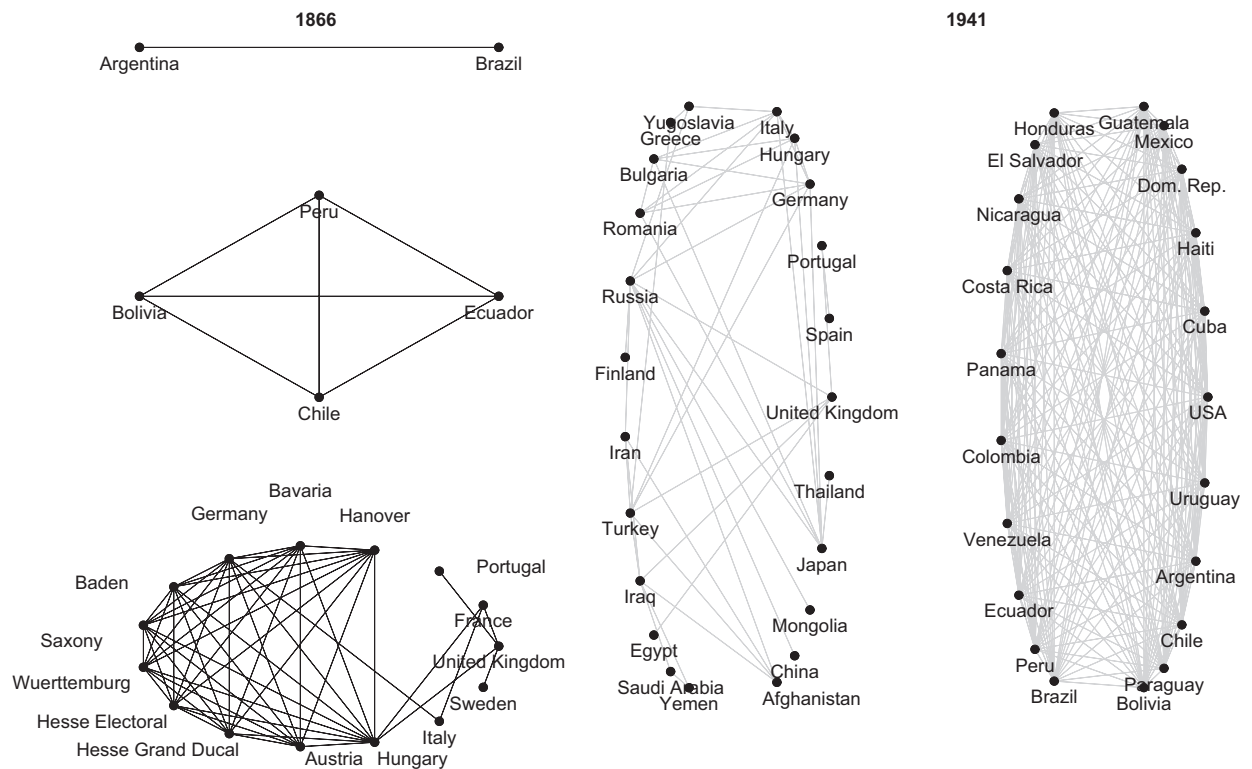 1866
Argentina
Brazil
Peru
Bolivia
Ecuador
Chile
Bavaria
Germany
Hanover
Baden
Portugal
Saxony
France
Wuerttemburg
United Kingdom
Hesse Electoral
Sweden
Hesse Grand Ducal
Austria
Hungary
Italy
1941
Yugoslavia
Italy
Greece
Hungary
Bulgaria
Germany
Romania
Portugal
Russia
Spain
Finland
United Kingdom
Iran
Thailand
Turkey
Japan
Iraq
Mongolia
Egypt
China
Saudi Arabia
Afghanistan
Yemen
Honduras
Guatemala
Mexico
El Salvador
Dom. Rep.
Nicaragua
Haiti
Costa Rica
Cuba
Panama
USA
Colombia
Uruguay
Venezuela
Argentina
Ecuador
Chile
Peru
Paraguay
Brazil
Bolivia